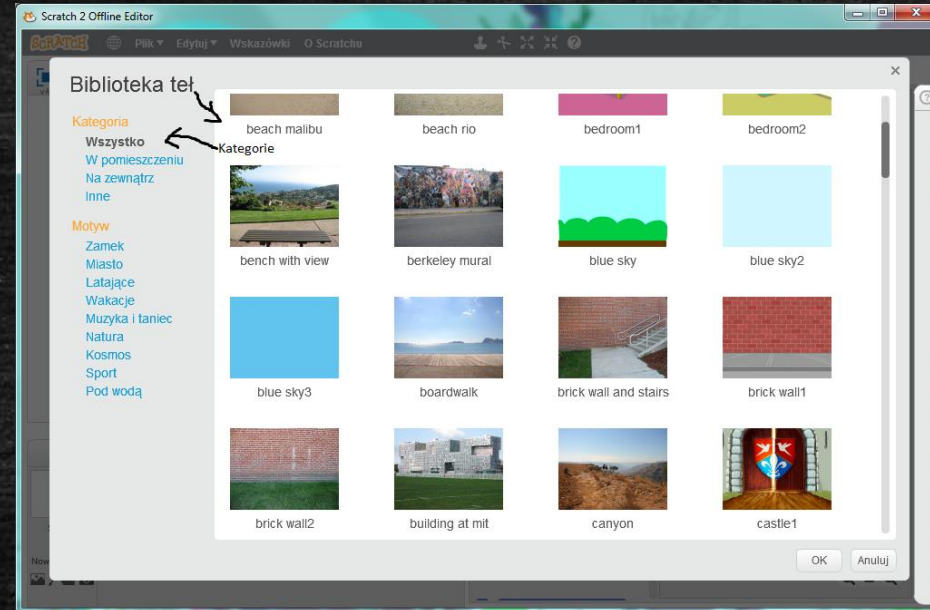 Scratch 2 Offline Editor
SCRATCH Plik Edytuj Wskazówki O Scratchu
Biblioteka teł
Kategoria
Wszystko
W pomieszczeniu
Na zewnątrz
Inne
Motyw
Zamek
Miasto
Latające
Wakacje
Muzyka i taniec
Natura
Kosmos
Sport
Pod wodą
Kategorie
beach malibu beach rio bedroom1 bedroom2
bench with view berkeley mural blue sky blue sky2
blue sky3 boardwalk brick wall and stairs brick wall1
brick wall2 building at mit canyon castle1
OK Anuluj